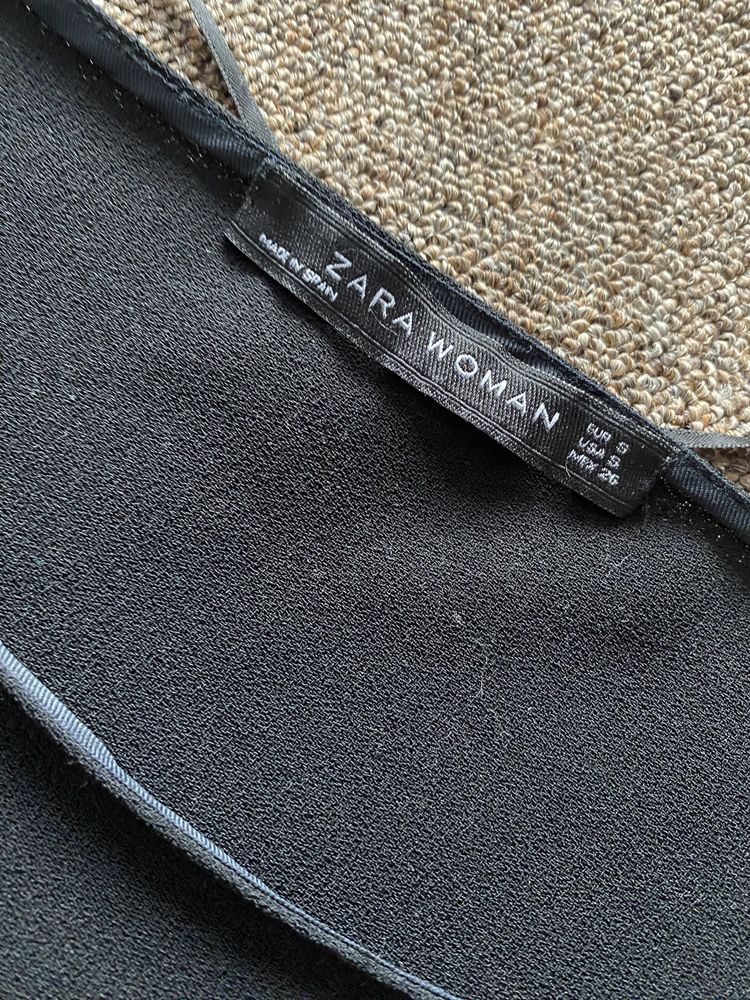 ZARA WOMAN
MADE IN SPAIN
EUR S
USA S
MEX 26